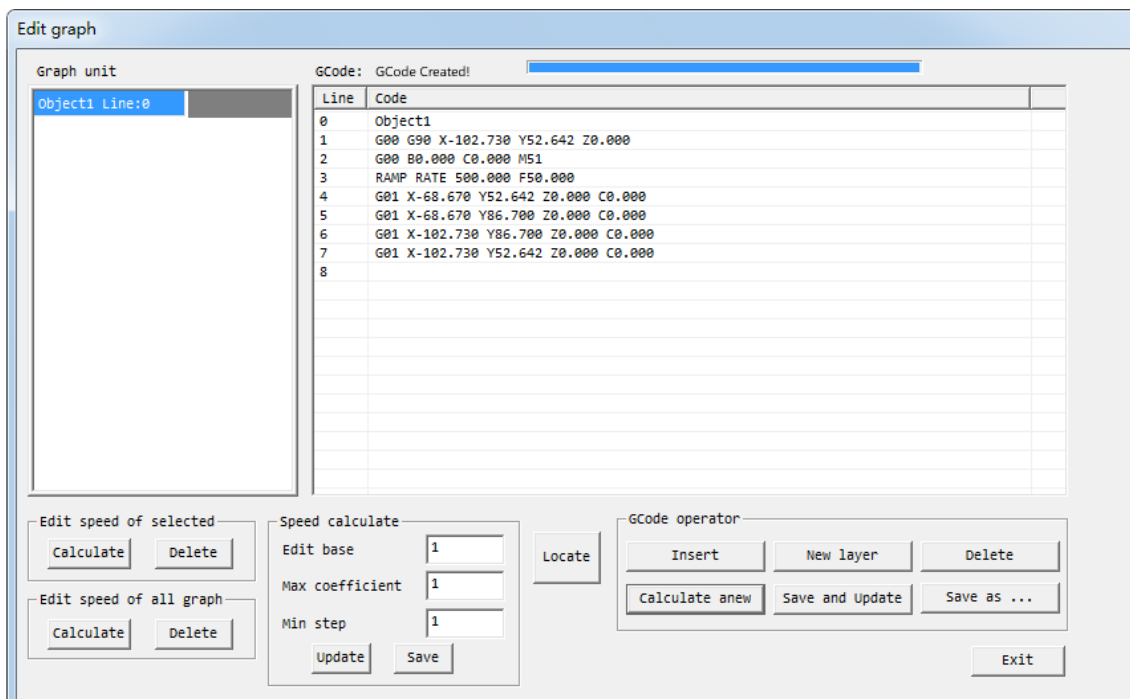 Edit graph
Graph unit
GCode: GCode Created!
Object1 Line:0
Line Code
0 Object1
1 G00 G90 X-102.730 Y52.642 Z0.000
2 G00 B0.000 C0.000 M51
3 RAMP RATE 500.000 F50.000
4 G01 X-68.670 Y52.642 Z0.000 C0.000
5 G01 X-68.670 Y86.700 Z0.000 C0.000
6 G01 X-102.730 Y86.700 Z0.000 C0.000
7 G01 X-102.730 Y52.642 Z0.000 C0.000
8
Edit speed of selected
Calculate Delete
Edit speed of all graph
Calculate Delete
Speed calculate
Edit base 1
Max coefficient 1
Min step 1
Update Save
Locate
GCode operator
Insert New layer Delete
Calculate anew Save and Update Save as ...
Exit